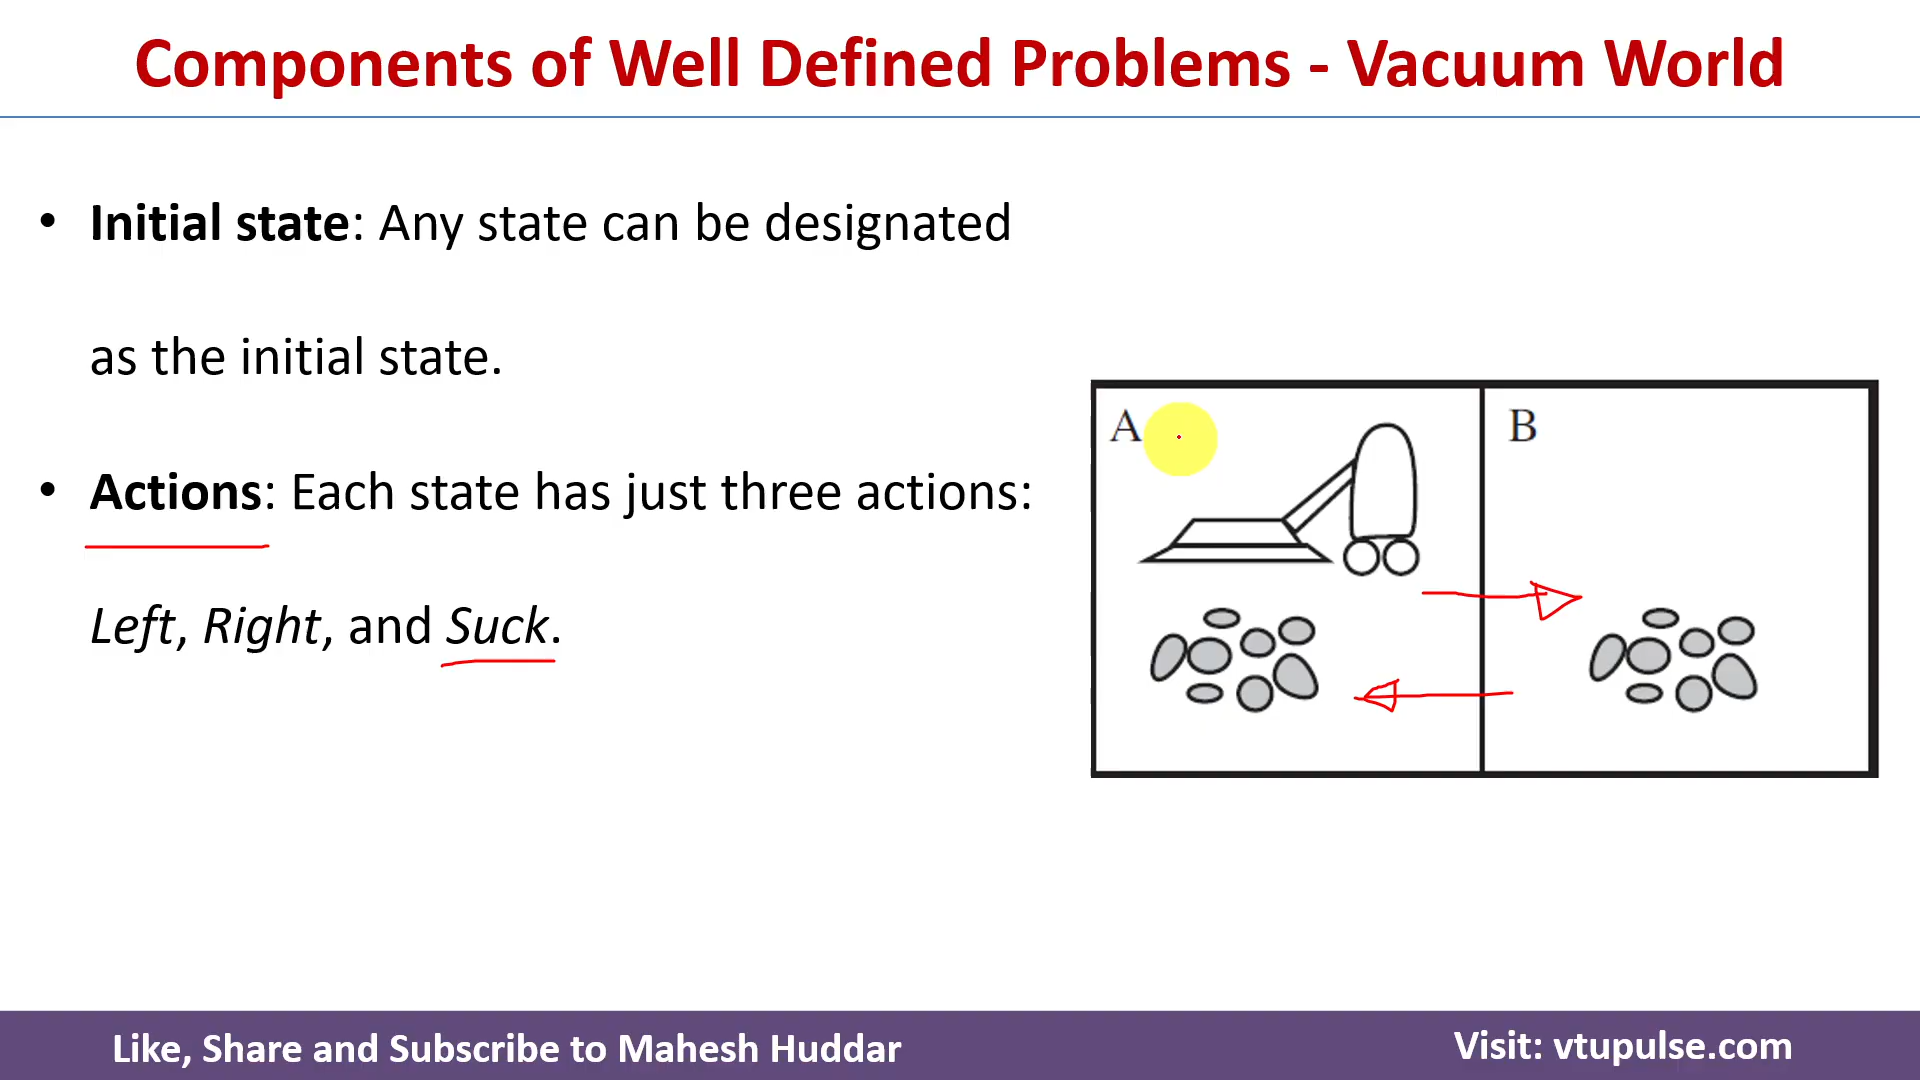 Components of Well Defined Problems - Vacuum World
• Initial state: Any state can be designated
as the initial state.
• Actions: Each state has just three actions:
Left, Right, and Suck.
A
B
Like, Share and Subscribe to Mahesh Huddar
Visit: vtupulse.com